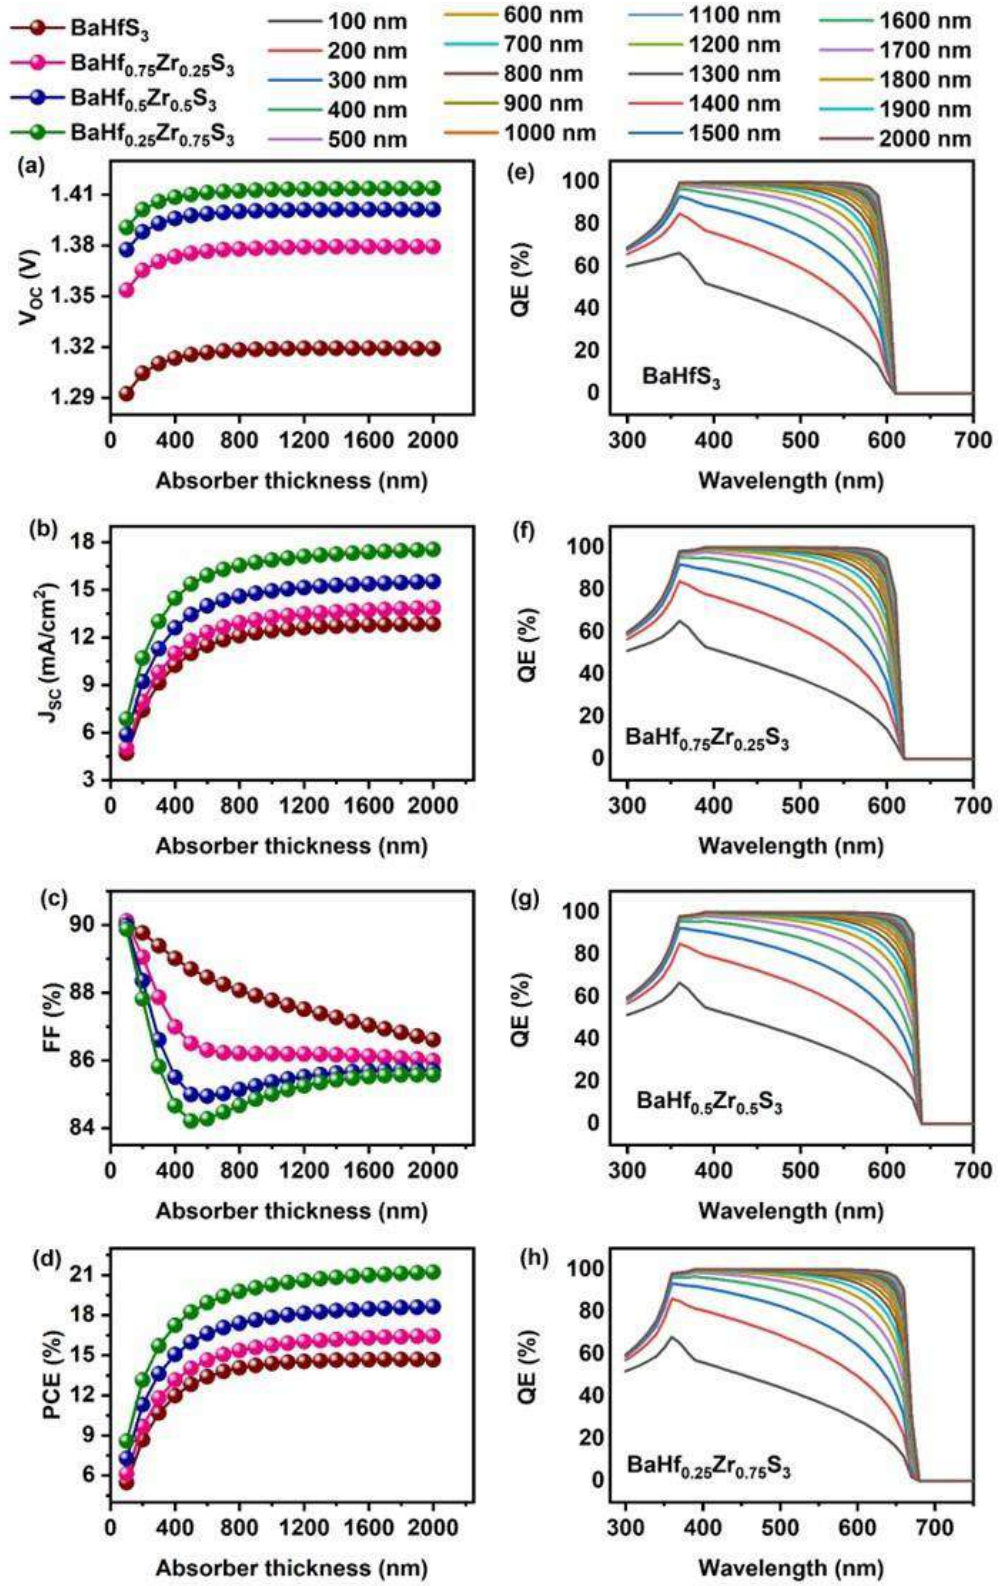 BaHfS3
BaHf0.75Zr0.25S3
BaHf0.5Zr0.5S3
BaHf0.25Zr0.75S3
100 nm
200 nm
300 nm
400 nm
500 nm
600 nm
700 nm
800 nm
900 nm
1000 nm
1100 nm
1200 nm
1300 nm
1400 nm
1500 nm
1600 nm
1700 nm
1800 nm
1900 nm
2000 nm
(a)
VOC (V)
1.41
1.38
1.35
1.32
1.29
0 400 800 1200 1600 2000
Absorber thickness (nm)
(e)
QE (%)
100
80
60
40
20
0
BaHfS3
300 400 500 600 700
Wavelength (nm)
(b)
JSC (mA/cm2)
18
15
12
9
6
3
0 400 800 1200 1600 2000
Absorber thickness (nm)
(f)
QE (%)
100
80
60
40
20
0
BaHf0.75Zr0.25S3
300 400 500 600 700
Wavelength (nm)
(c)
FF (%)
90
88
86
84
0 400 800 1200 1600 2000
Absorber thickness (nm)
(g)
QE (%)
100
80
60
40
20
0
BaHf0.5Zr0.5S3
300 400 500 600 700
Wavelength (nm)
(d)
PCE (%)
21
18
15
12
9
6
0 400 800 1200 1600 2000
Absorber thickness (nm)
(h)
QE (%)
100
80
60
40
20
0
BaHf0.25Zr0.75S3
300 400 500 600 700
Wavelength (nm)